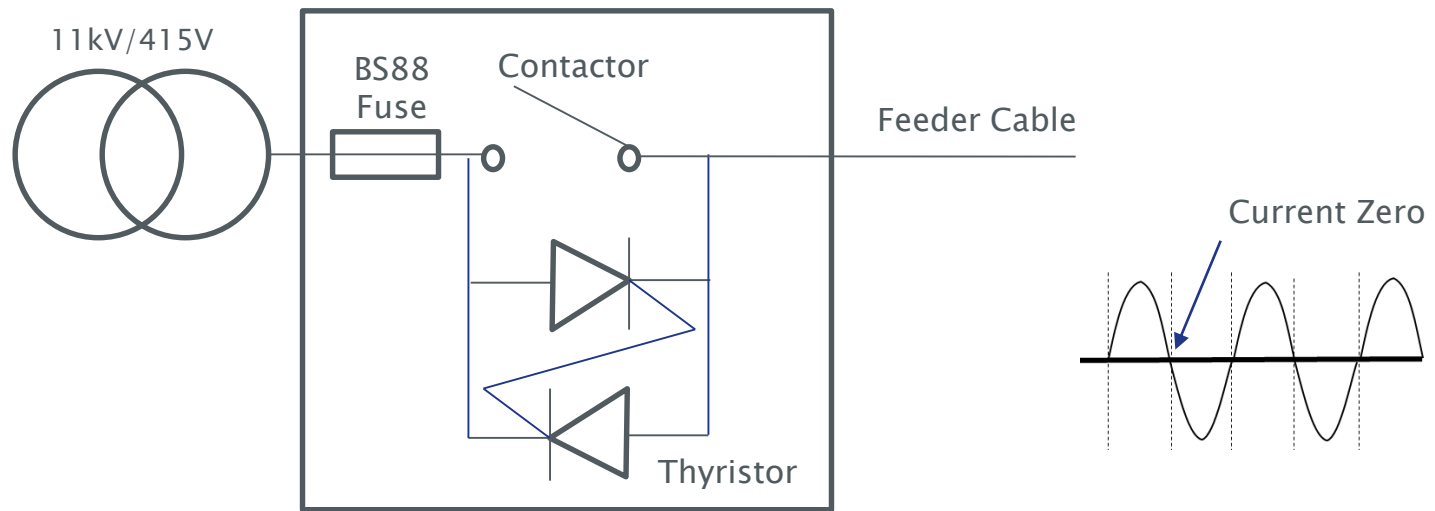 11kV/415V
BS88
Fuse
Contactor
Feeder Cable
Current Zero
Thyristor